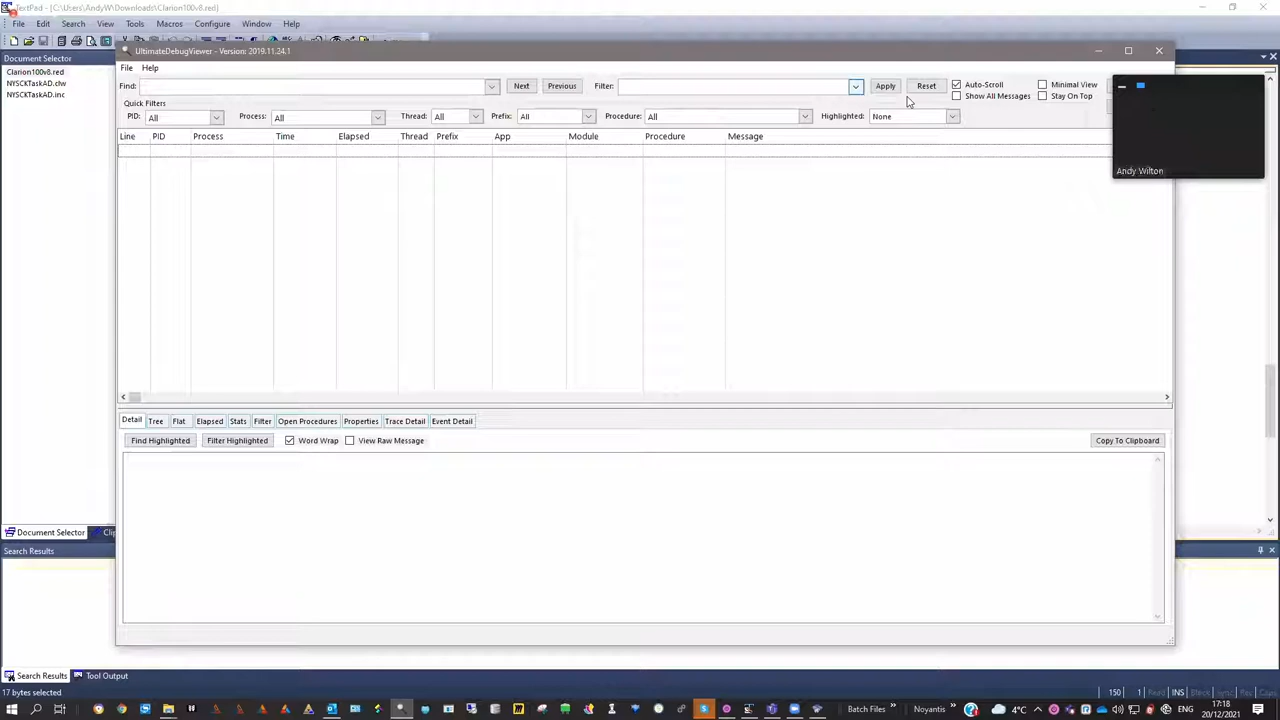 TextPad - [C:\Users\AndyW\Downloads\Clarion100v8.red]
File Edit Search View Tools Macros Configure Window Help
Document Selector
Clarion100v8.red
NYSCKTaskAD.clw
NYSCKTaskAD.inc
UltimateDebugViewer - Version: 2019.11.24.1
File Help
Find: Next Previous Filter: Apply Reset Auto-Scroll Minimal View
Show All Messages Stay On Top
Quick Filters
PID: All Process: All Thread: All Prefix: All Procedure: All Highlighted: None
Line PID Process Time Elapsed Thread Prefix App Module Procedure Message
Andy Wilton
Detail Tree Flat Elapsed Stats Filter Open Procedures Properties Trace Detail Event Detail
Find Highlighted Filter Highlighted Word Wrap View Raw Message Copy To Clipboard
Document Selector
Search Results
Search Results Tool Output
17 bytes selected 150 1 Read INS Block Sync Rec Caps
Batch Files Noyantis 4°C 17:18
20/12/2021